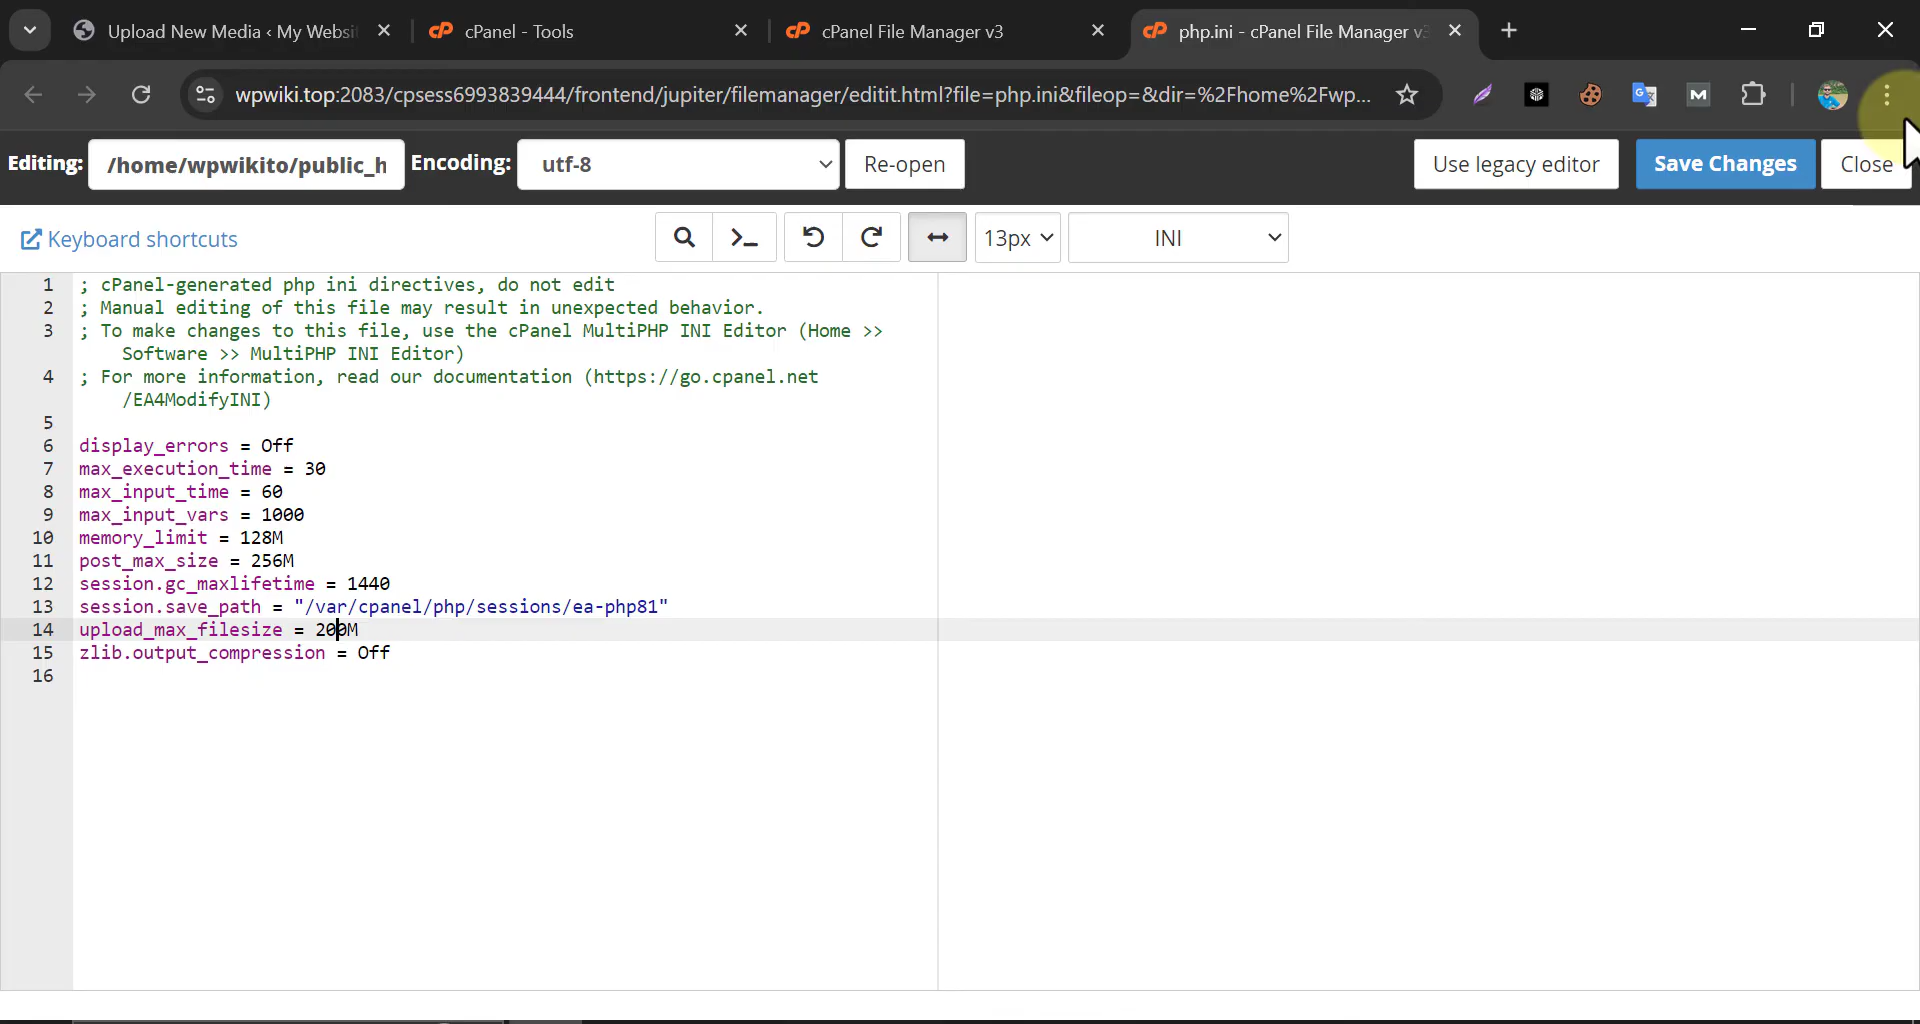 Upload New Media ‹ My Websi
cPanel - Tools
cPanel File Manager v3
php.ini - cPanel File Manager v3
wpwiki.top:2083/cpsess6993839444/frontend/jupiter/filemanager/editit.html?file=php.ini&fileop=&dir=%2Fhome%2Fwp...
Editing: /home/wpwikito/public_h Encoding: utf-8 Re-open Use legacy editor Save Changes Close
Keyboard shortcuts 13px INI
1 ; cPanel-generated php ini directives, do not edit
2 ; Manual editing of this file may result in unexpected behavior.
3 ; To make changes to this file, use the cPanel MultiPHP INI Editor (Home >>
Software >> MultiPHP INI Editor)
4 ; For more information, read our documentation (https://go.cpanel.net
/EA4ModifyINI)
5
6 display_errors = Off
7 max_execution_time = 30
8 max_input_time = 60
9 max_input_vars = 1000
10 memory_limit = 128M
11 post_max_size = 256M
12 session.gc_maxlifetime = 1440
13 session.save_path = "/var/cpanel/php/sessions/ea-php81"
14 upload_max_filesize = 200M
15 zlib.output_compression = Off
16